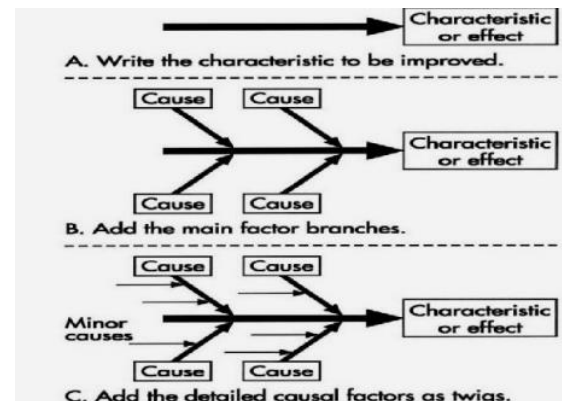 Characteristic
or effect
A. Write the characteristic to be improved.
Cause
Cause
Characteristic
or effect
Cause
Cause
B. Add the main factor branches.
Cause
Cause
Minor
causes
Characteristic
or effect
Cause
Cause
C. Add the detailed causal factors as twigs.